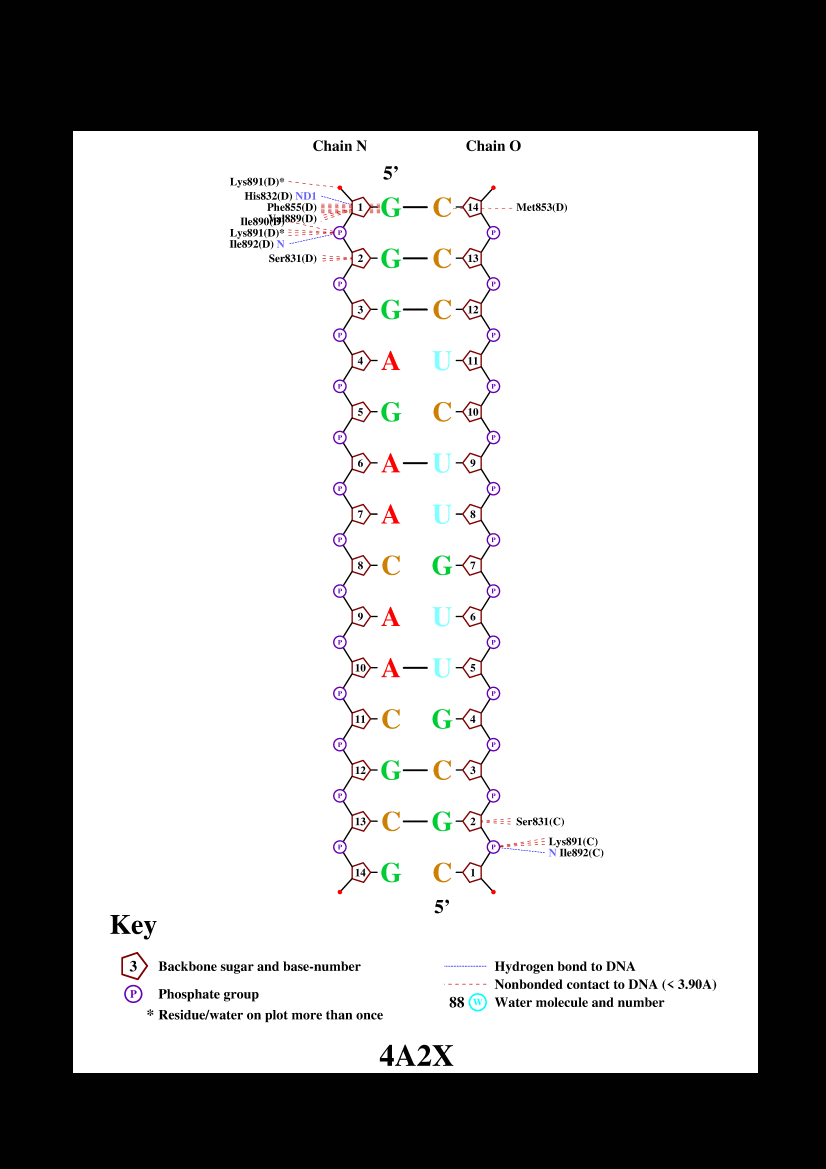 Chain N Chain O
5’
Lys891(D)*
His832(D) ND1
Phe855(D) 1 G C 14 Met853(D)
Val889(D)
Ile890(D)
Lys891(D)* P P
Ile892(D) N
Ser831(D) 2 G C 13
P P
3 G C 12
P P
4 A U 11
P P
5 G C 10
P P
6 A U 9
P P
7 A U 8
P P
8 C G 7
P P
9 A U 6
P P
10 A U 5
P P
11 C G 4
P P
12 G C 3
P P
13 C G 2 Ser831(C)
Lys891(C)
P P
N Ile892(C)
14 G C 1
5’
Key
3 Backbone sugar and base-number
P Phosphate group
* Residue/water on plot more than once
Hydrogen bond to DNA
Nonbonded contact to DNA (< 3.90A)
88 W Water molecule and number
4A2X